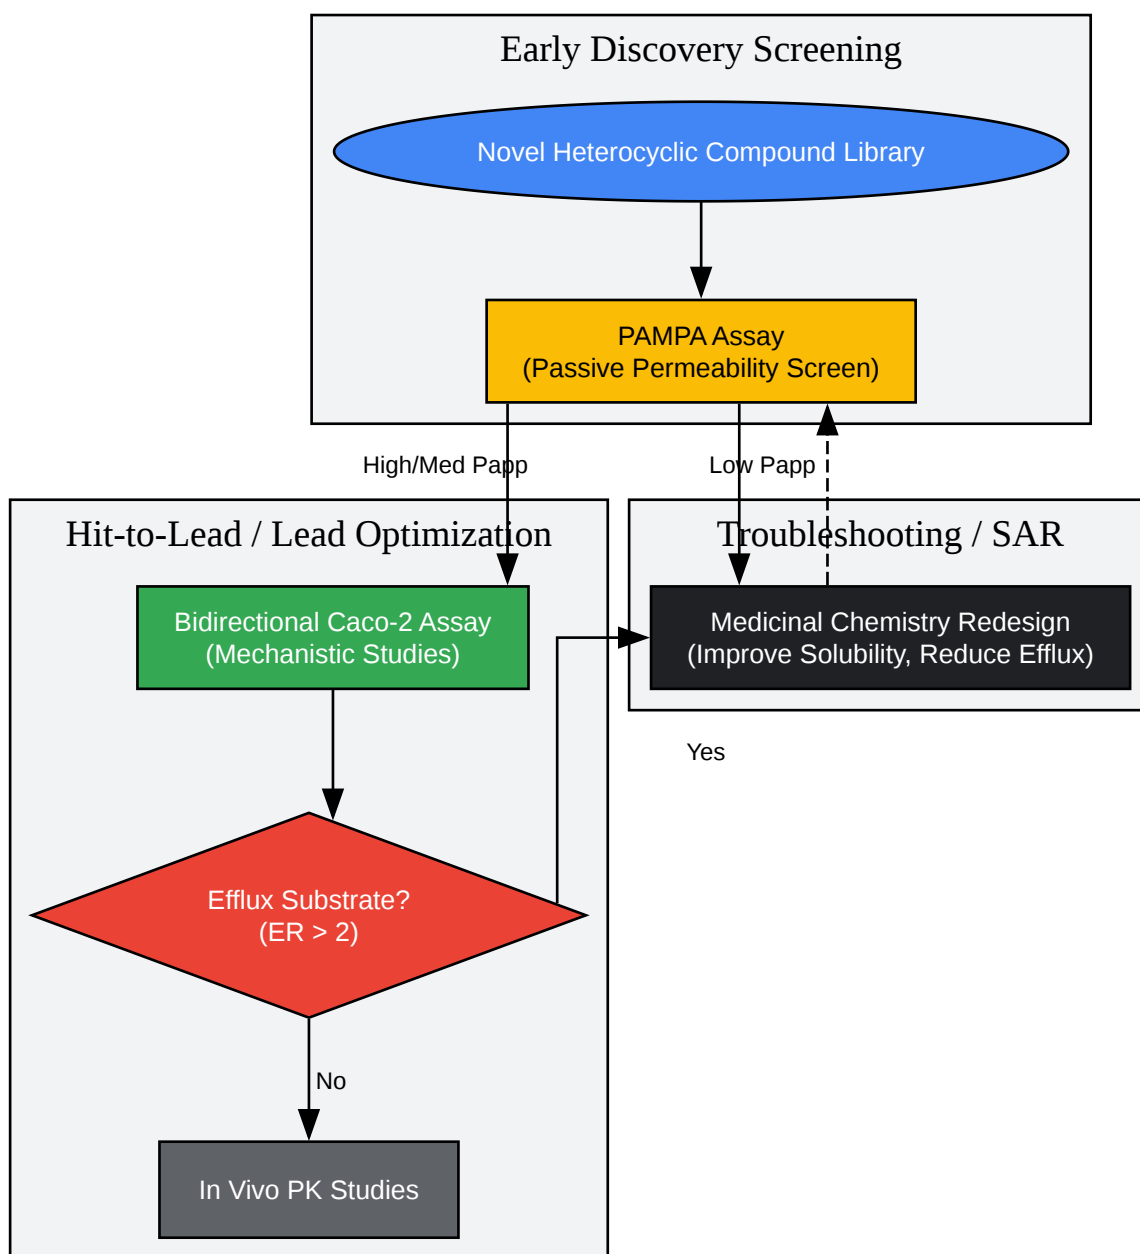 Early Discovery Screening
Novel Heterocyclic Compound Library
PAMPA Assay
(Passive Permeability Screen)
High/Med Papp
Low Papp
Hit-to-Lead / Lead Optimization
Troubleshooting / SAR
Bidirectional Caco-2 Assay
(Mechanistic Studies)
Medicinal Chemistry Redesign
(Improve Solubility, Reduce Efflux)
Yes
Efflux Substrate?
(ER > 2)
No
In Vivo PK Studies